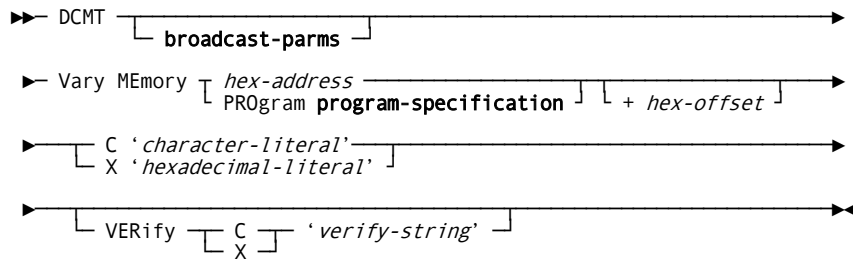 DCMT
broadcast-parms
Vary MEmory hex-address
PROgram program-specification + hex-offset
C ‘character-literal’
X ‘hexadecimal-literal’
VERify C ‘verify-string’
X